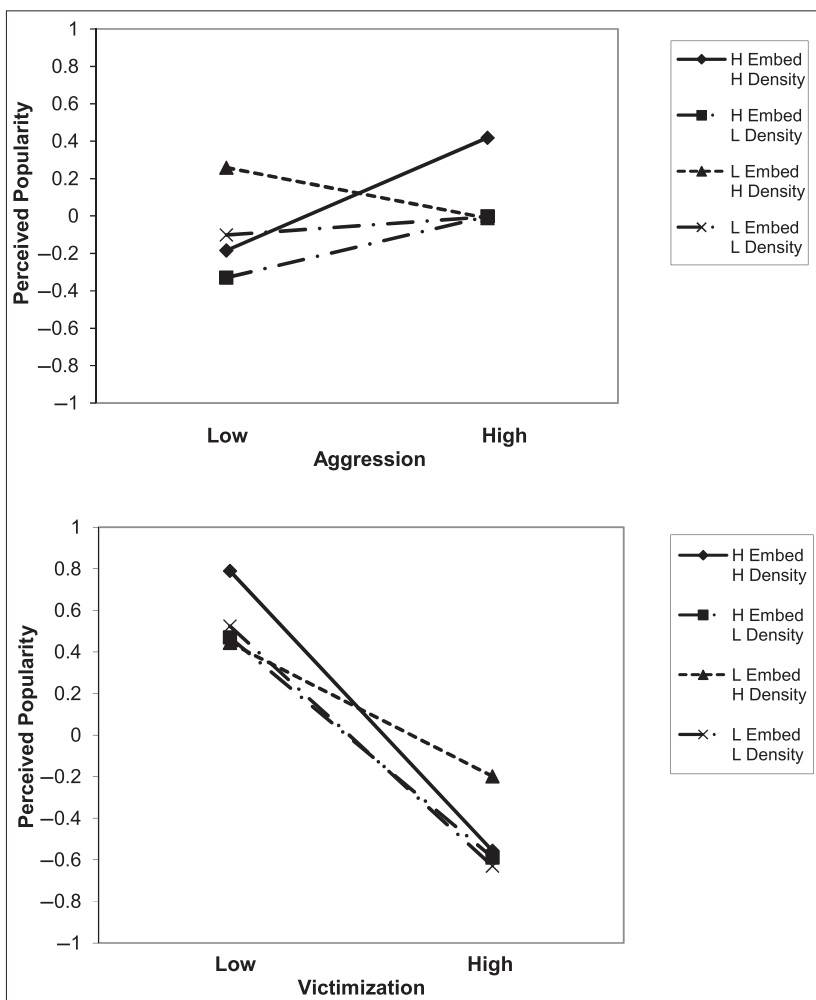 1
0.8
0.6
0.4
0.2
0
–0.2
–0.4
–0.6
–0.8
–1
Perceived Popularity
Low High
Aggression
H Embed
H Density
H Embed
L Density
L Embed
H Density
L Embed
L Density
1
0.8
0.6
0.4
0.2
0
–0.2
–0.4
–0.6
–0.8
–1
Perceived Popularity
Low High
Victimization
H Embed
H Density
H Embed
L Density
L Embed
H Density
L Embed
L Density